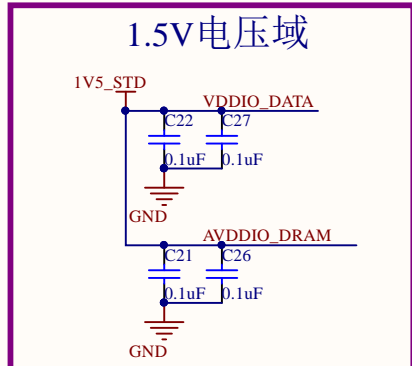 1.5V电压域
1V5_STD
VDDIO_DATA
C22 C27
0.1uF 0.1uF
GND
AVDDIO_DRAM
C21 C26
0.1uF 0.1uF
GND